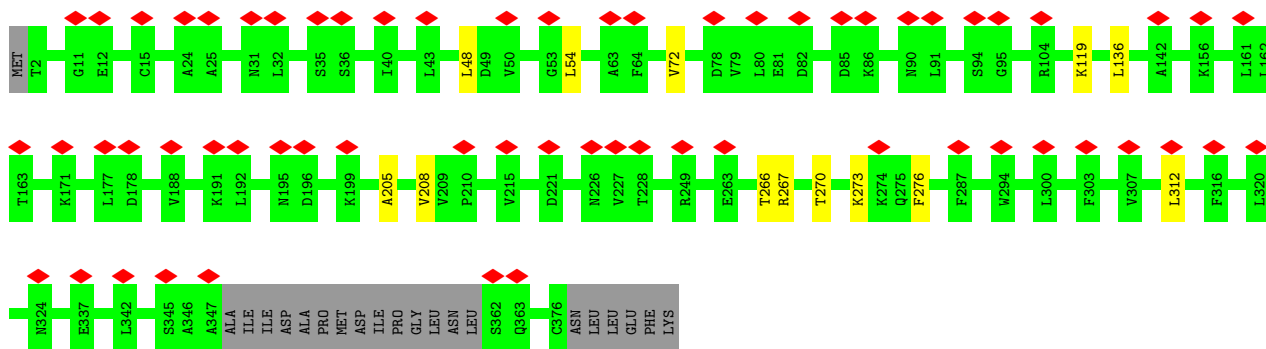 MET T2 G11 E12 C15 A24 A25 N31 L32 S35 S36 I40 L43 L48 D49 V50 G53 L54 A63 F64 V72 D78 V79 L80 E81 D82 D85 K86 N90 L91 S94 G95 R104 K119 L136 A142 K156 L161 L162
T163 K171 L177 D178 V188 K191 L192 N195 D196 K199 A205 V208 V209 P210 V215 D221 N226 V227 T228 R249 E263 T266 R267 T270 K273 K274 Q275 F276 F287 W294 L300 F303 V307 L312 F316 L320
N324 E337 L342 S345 A346 A347 ALA ILE ILE ASP ALA PRO MET ASP ILE PRO GLY LEU ASN LEU S362 Q363 C376 ASN LEU LEU GLU PHE LYS